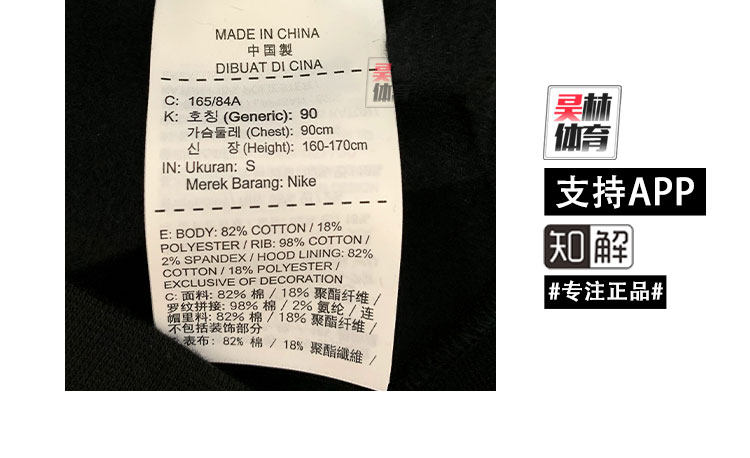 MADE IN CHINA
中国製
DIBUAT DI CINA
吴
体
C: 165/84A
K: 호칭 (Generic): 90
가슴둘레 (Chest): 90cm
신 장 (Height): 160-170cm
IN: Ukuran: S
Merek Barang: Nike
E: BODY: 82% COTTON / 18%
POLYESTER / RIB: 98% COTTON /
2% SPANDEX / HOOD LINING: 82%
COTTON / 18% POLYESTER /
EXCLUSIVE OF DECORATION
C: 面料: 82% 棉 / 18% 聚酯纤维 /
罗纹拼接: 98% 棉 / 2% 氨纶 / 连
帽里料: 82% 棉 / 18% 聚酯纤维 /
不包括装饰部分
表布: 82% 棉 / 18% 聚酯纖維 /
吴林
体育
支持APP
知解
#专注正品#